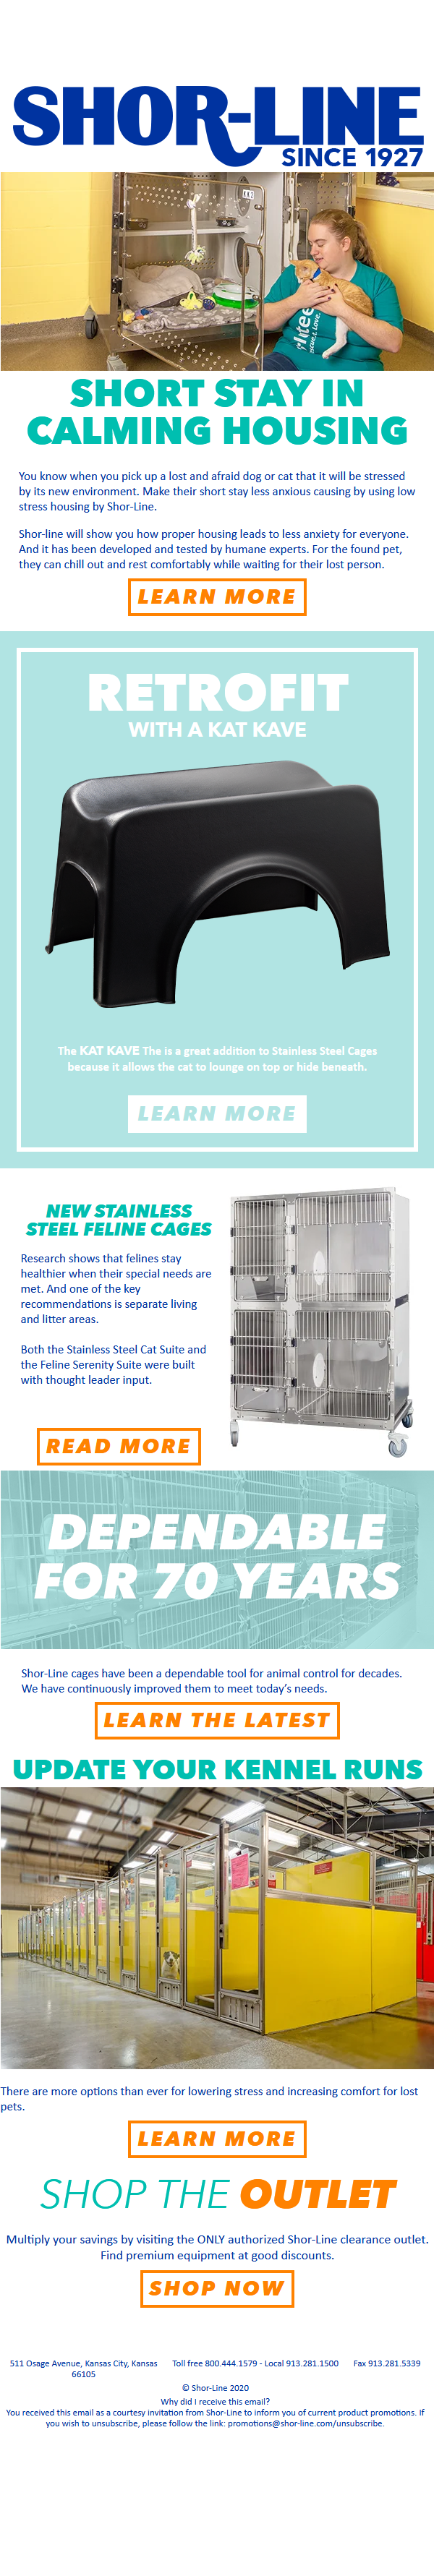 SHOR-LINE
SINCE 1927
SHORT STAY IN
CALMING HOUSING
You know when you pick up a lost and afraid dog or cat that it will be stressed
by its new environment. Make their short stay less anxious causing by using low
stress housing by Shor-Line.
Shor-line will show you how proper housing leads to less anxiety for everyone.
And it has been developed and tested by humane experts. For the found pet,
they can chill out and rest comfortably while waiting for their lost person.
LEARN MORE
RETROFIT
WITH A KAT KAVE
The KAT KAVE The is a great addition to Stainless Steel Cages
because it allows the cat to lounge on top or hide beneath.
LEARN MORE
NEW STAINLESS
STEEL FELINE CAGES
Research shows that felines stay
healthier when their special needs are
met. And one of the key
recommendations is separate living
and litter areas.
Both the Stainless Steel Cat Suite and
the Feline Serenity Suite were built
with thought leader input.
READ MORE
DEPENDABLE
FOR 70 YEARS
Shor-Line cages have been a dependable tool for animal control for decades.
We have continuously improved them to meet today's needs.
LEARN THE LATEST
UPDATE YOUR KENNEL RUNS
There are more options than ever for lowering stress and increasing comfort for lost
pets.
LEARN MORE
SHOP THE OUTLET
Multiply your savings by visiting the ONLY authorized Shor-Line clearance outlet.
Find premium equipment at good discounts.
SHOP NOW
511 Osage Avenue, Kansas City, Kansas
66105
Toll free 800.444.1579 - Local 913.281.1500
Fax 913.281.5339
© Shor-Line 2020
Why did I receive this email?
You received this email as a courtesy invitation from Shor-Line to inform you of current product promotions. If
you wish to unsubscribe, please follow the link: promotions@shor-line.com/unsubscribe.